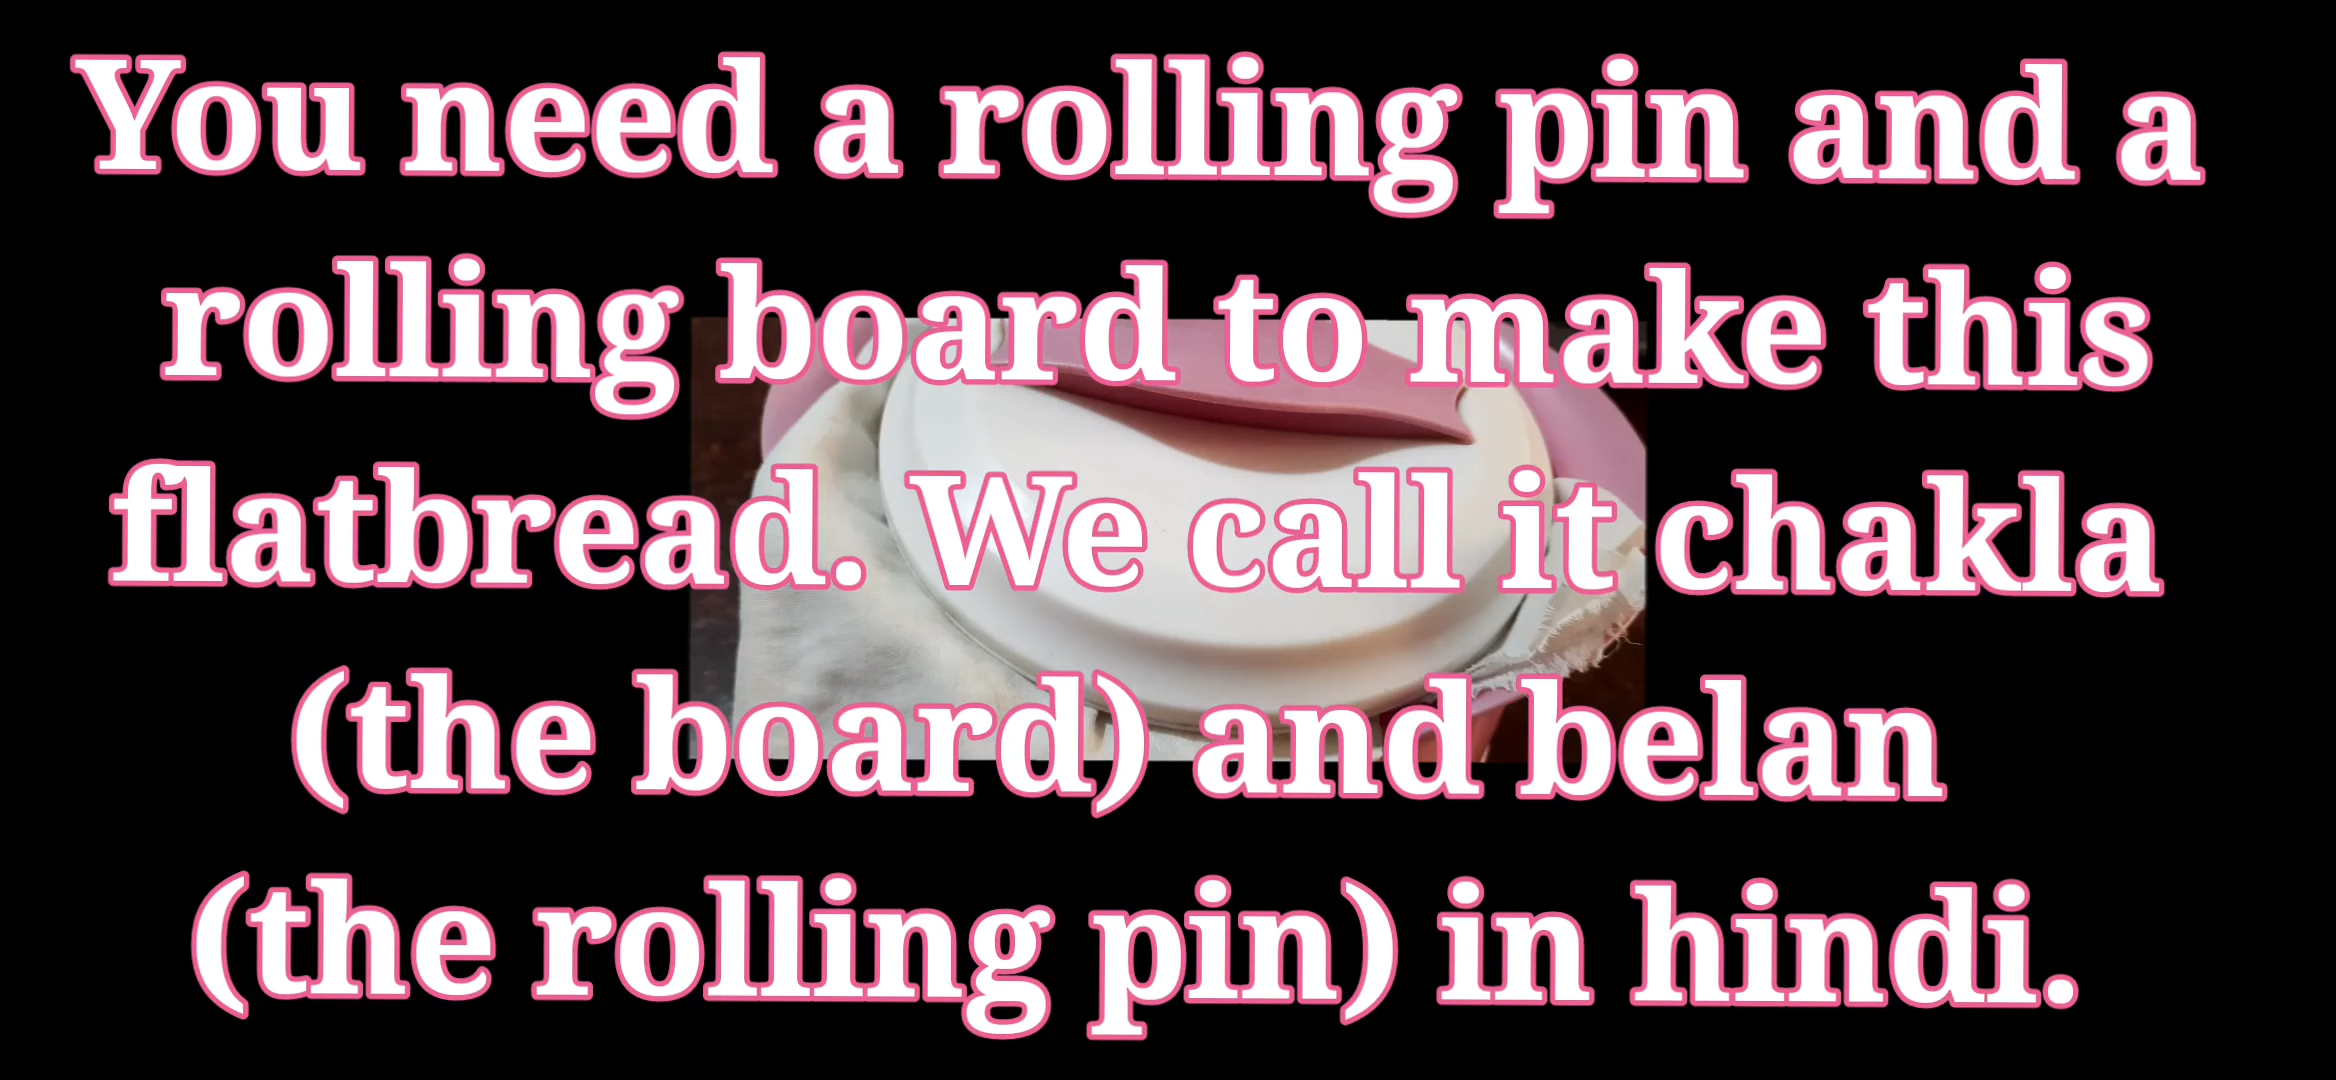 You need a rolling pin and a
rolling board to make this
flatbread. We call it chakla
(the board) and belan
(the rolling pin) in hindi.